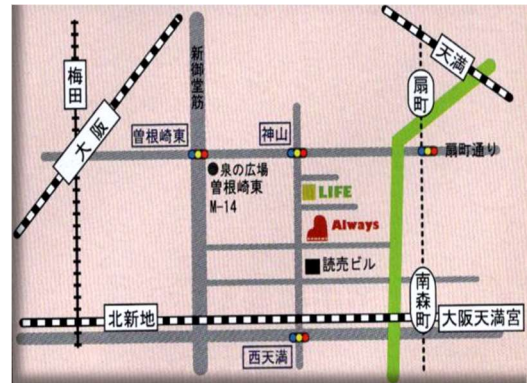 梅田
大阪
新御堂筋
天満
扇町
曽根崎東
神山
扇町通り
●泉の広場
曽根崎東
M-14
LIFE
Always
読売ビル
南森町
北新地
大阪天満宮
西天満